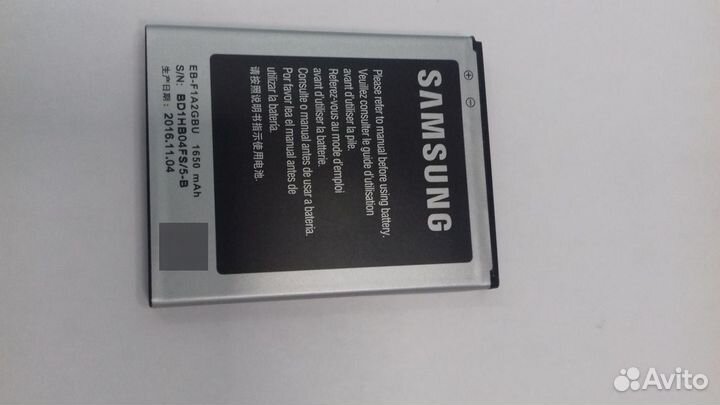 SAMSUNG
Please refer to manual before using battery.
Veuillez consulter le guide d'utilisation
avant d'utiliser la pile.
Referez-vous au mode d'emploi
avant d'utiliser la batterie.
Consulte o manual antes de usar a bateria.
Por favor lea el manual antes de
utilizar la batería.
请按照说明书指示使用电池.
EB-F1A2GBU 1650 mAh
S/N: BD1HB04FS/5-B
生产日期: 2016.11.04
Avito